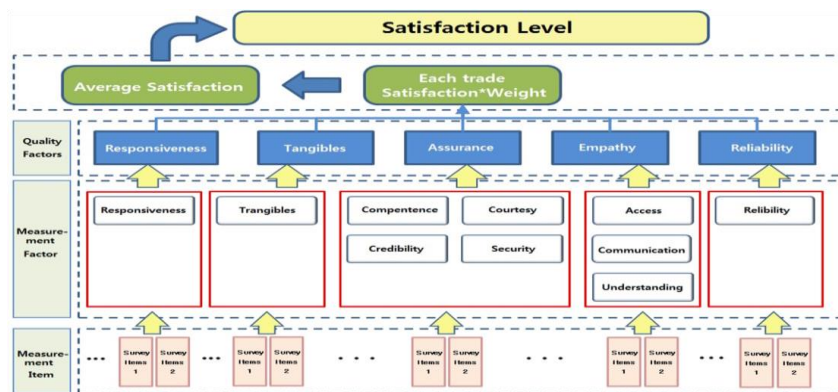 Satisfaction Level
Average Satisfaction
Each trade
Satisfaction*Weight
Quality
Factors
Responsiveness
Tangibles
Assurance
Empathy
Reliability
Measure-
ment
Factor
Responsiveness
Trangibles
Compentence
Courtesy
Credibility
Security
Access
Communication
Understanding
Relibility
Measure-
ment
Item
...
Survey
Items
1
Survey
Items
2
...
Survey
Items
1
Survey
Items
2
. . .
Survey
Items
1
Survey
Items
2
. . .
Survey
Items
1
Survey
Items
2
...
Survey
Items
1
Survey
Items
2